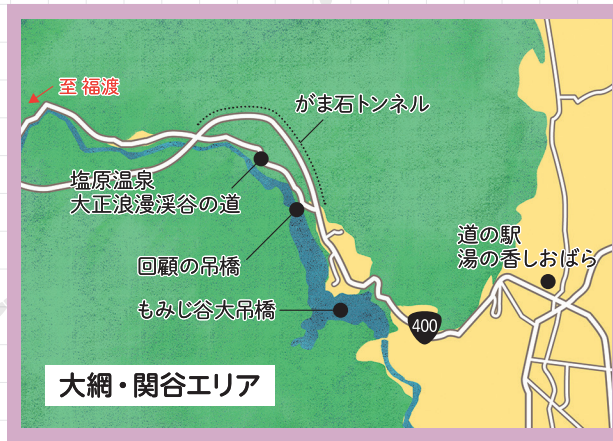 至 福渡
がま石トンネル
塩原温泉
大正浪漫渓谷の道
道の駅
湯の香しおばら
回顧の吊橋
もみじ谷大吊橋
400
大網・関谷エリア